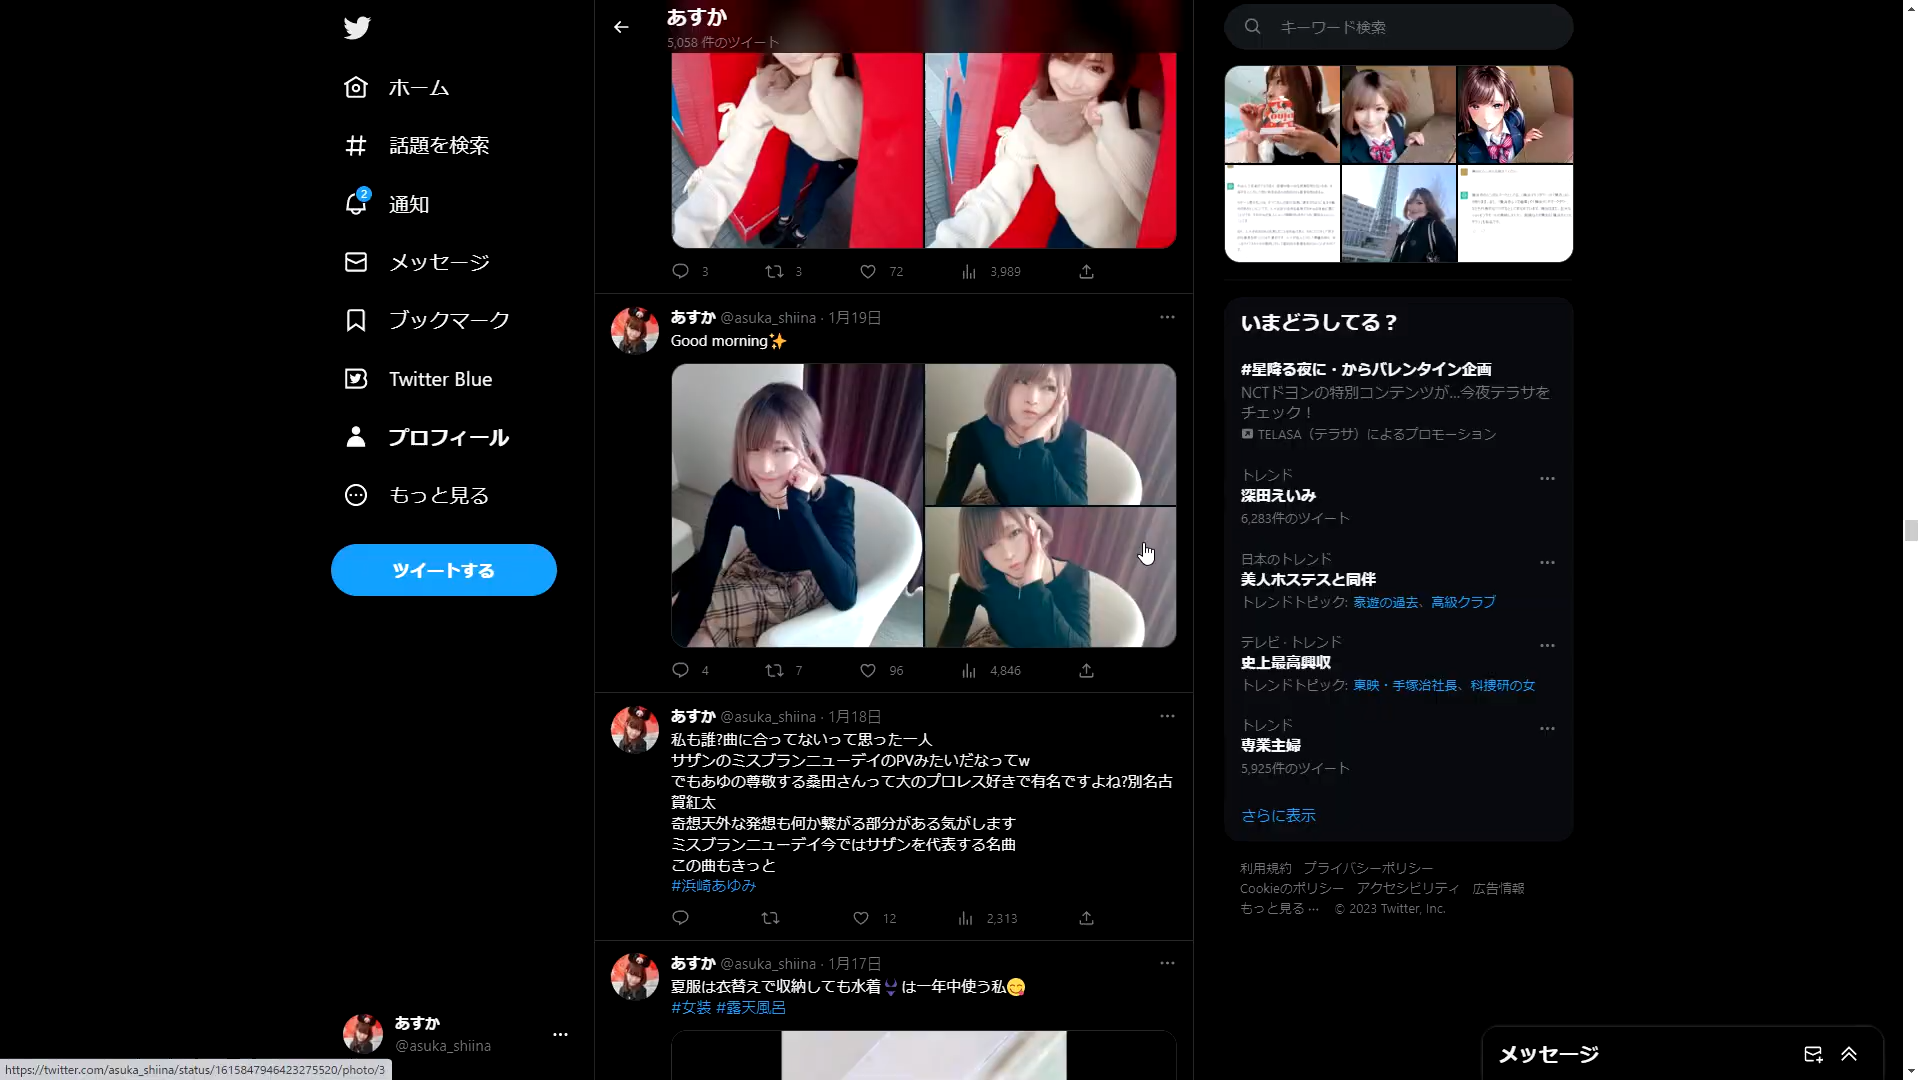 ホーム
話題を検索
2
通知
メッセージ
ブックマーク
Twitter Blue
プロフィール
もっと見る
ツイートする
あすか
@asuka_shiina
https://twitter.com/asuka_shiina/status/1615847946423275520/photo/3
あすか
5,058 件のツイート
3 3 72 3,989
あすか @asuka_shiina · 1月19日
Good morning✨
4 7 96 4,846
あすか @asuka_shiina · 1月18日
私も誰?曲に合ってないって思った一人
サザンのミスブランニューデイのPVみたいだなってw
でもあゆの尊敬する桑田さんって大のプロレス好きで有名ですよね?別名古
賀紅太
奇想天外な発想も何か繋がる部分がある気がします
ミスブランニューデイ今ではサザンを代表する名曲
この曲もきっと
#浜崎あゆみ
12 2,313
あすか @asuka_shiina · 1月17日
夏服は衣替えで収納しても水着👙は一年中使う私😋
#女装 #露天風呂
キーワード検索
いまどうしてる？
#星降る夜に・からバレンタイン企画
NCTドヨンの特別コンテンツが...今夜テラサを
チェック！
TELASA（テラサ）によるプロモーション
トレンド
深田えいみ
6,283件のツイート
日本のトレンド
美人ホステスと同伴
トレンドトピック: 豪遊の過去、高級クラブ
テレビ・トレンド
史上最高興収
トレンドトピック: 東映・手塚治社長、科捜研の女
トレンド
専業主婦
5,925件のツイート
さらに表示
利用規約 プライバシーポリシー
Cookieのポリシー アクセシビリティ 広告情報
もっと見る ··· © 2023 Twitter, Inc.
メッセージ